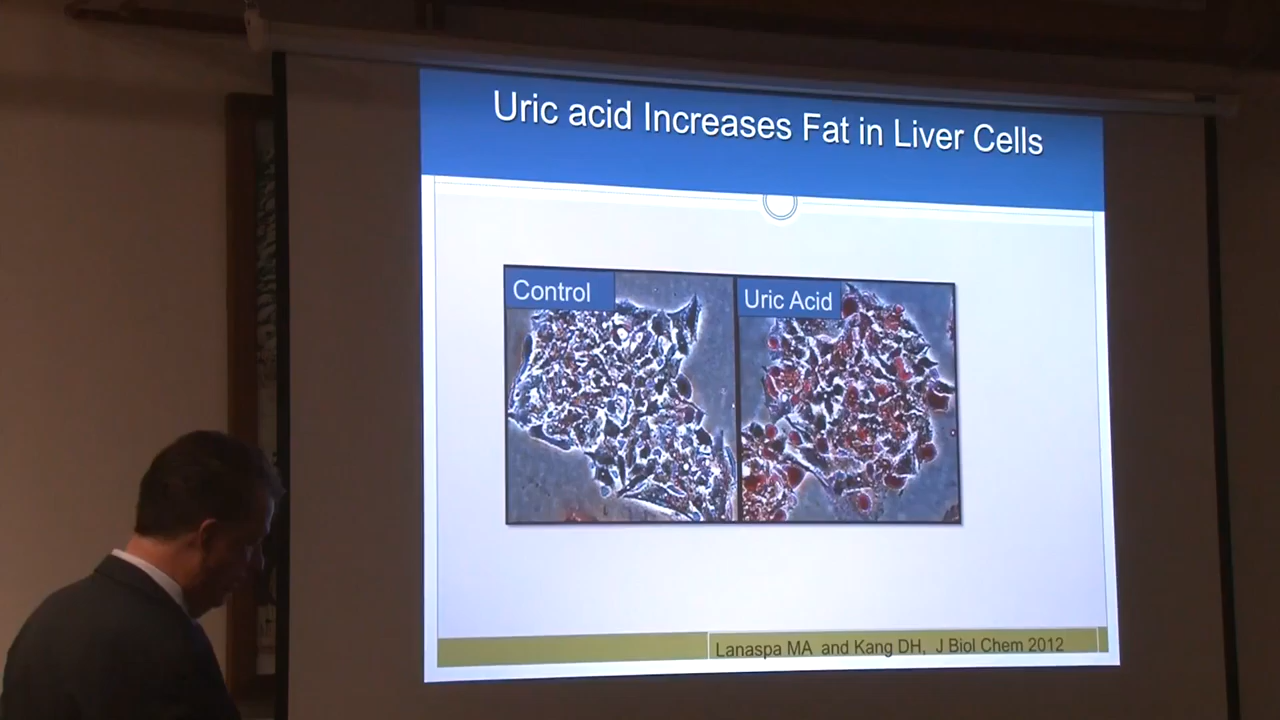 Uric acid Increases Fat in Liver Cells
Control
Uric Acid
Lanaspa MA and Kang DH, J Biol Chem 2012